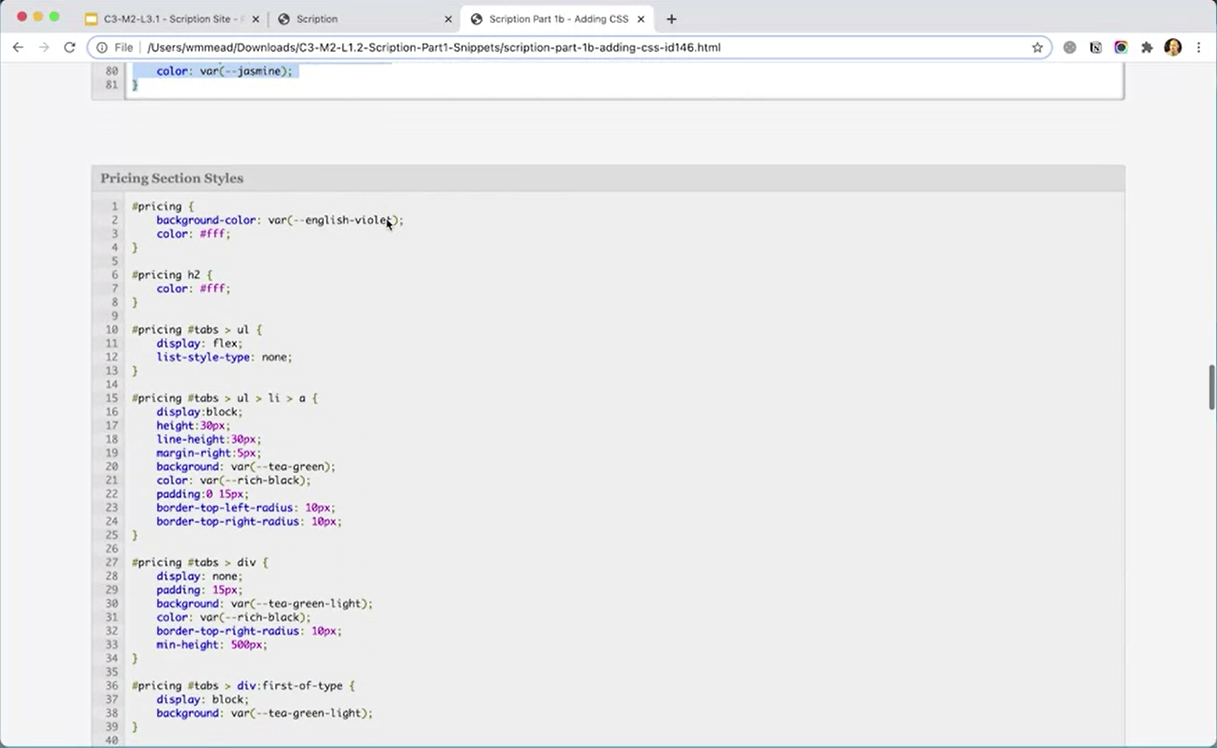 C3-M2-L3.1 - Scription Site - F
Scription
Scription Part 1b - Adding CSS
File /Users/wmmead/Downloads/C3-M2-L1.2-Scription-Part1-Snippets/scription-part-1b-adding-css-id146.html
80 color: var(--jasmine);
81 }
Pricing Section Styles
1 #pricing {
2 background-color: var(--english-violet);
3 color: #fff;
4 }
5
6 #pricing h2 {
7 color: #fff;
8 }
9
10 #pricing #tabs > ul {
11 display: flex;
12 list-style-type: none;
13 }
14
15 #pricing #tabs > ul > li > a {
16 display:block;
17 height:30px;
18 line-height:30px;
19 margin-right:5px;
20 background: var(--tea-green);
21 color: var(--rich-black);
22 padding:0 15px;
23 border-top-left-radius: 10px;
24 border-top-right-radius: 10px;
25 }
26
27 #pricing #tabs > div {
28 display: none;
29 padding: 15px;
30 background: var(--tea-green-light);
31 color: var(--rich-black);
32 border-top-right-radius: 10px;
33 min-height: 500px;
34 }
35
36 #pricing #tabs > div:first-of-type {
37 display: block;
38 background: var(--tea-green-light);
39 }
40